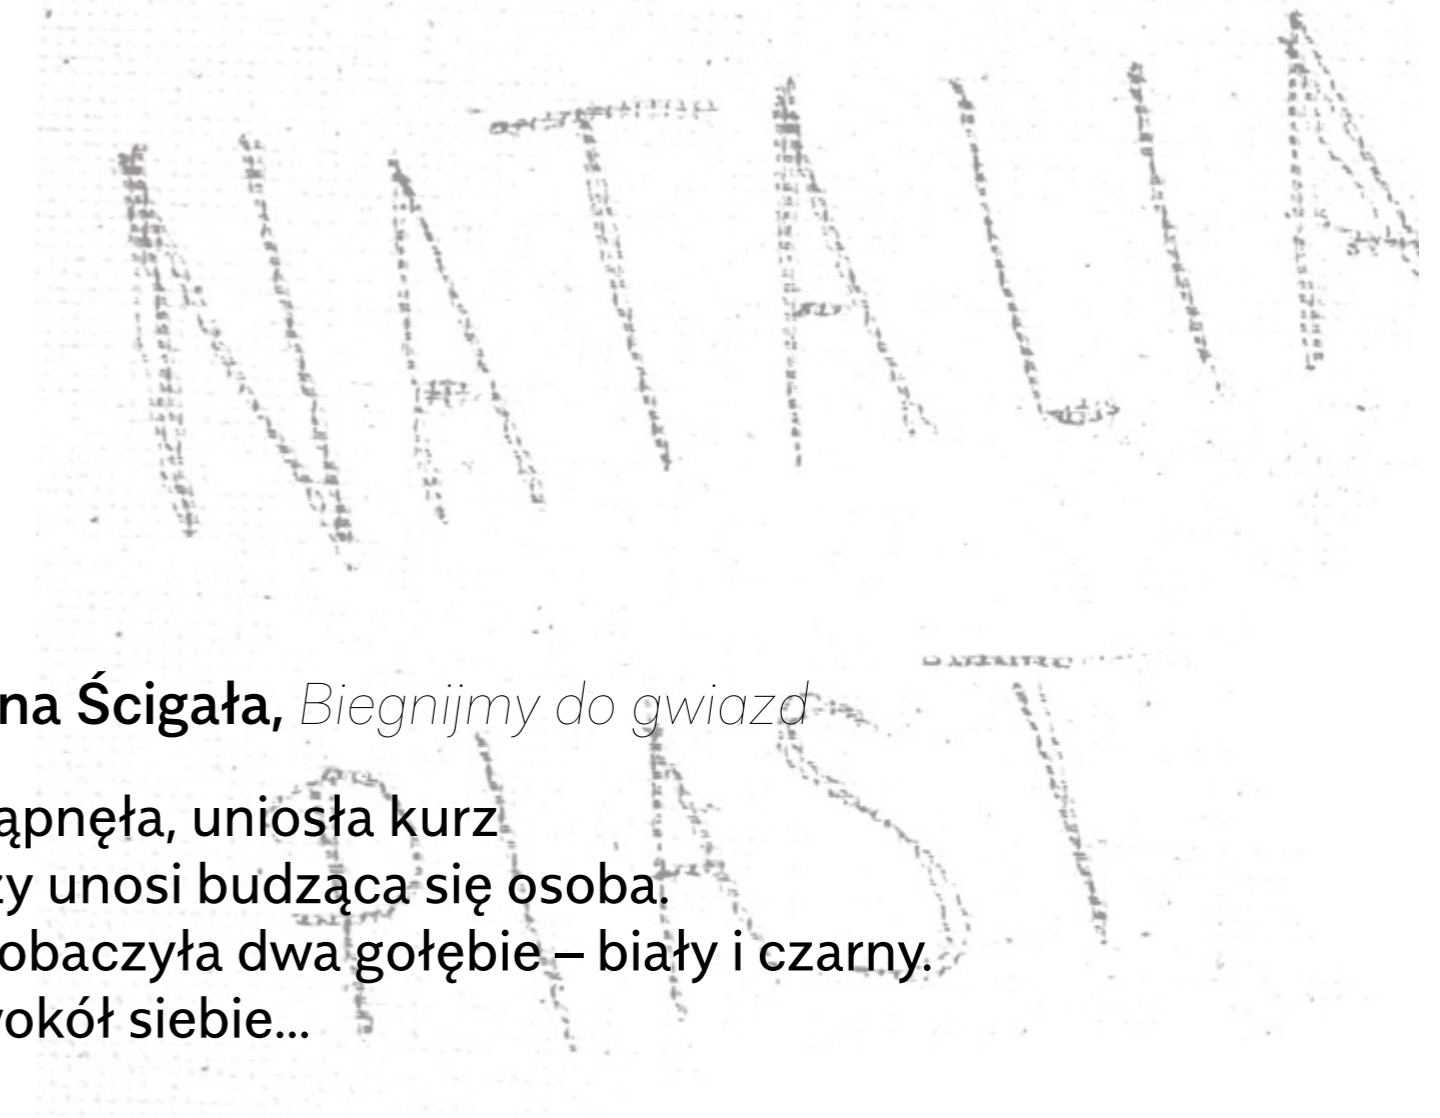 NATALIA
PIAST
na Ścigała, Biegnijmy do gwiazd
ąpnęła, uniosła kurz
zy unosi budząca się osoba.
obaczyła dwa gołębie – biały i czarny.
wokół siebie...